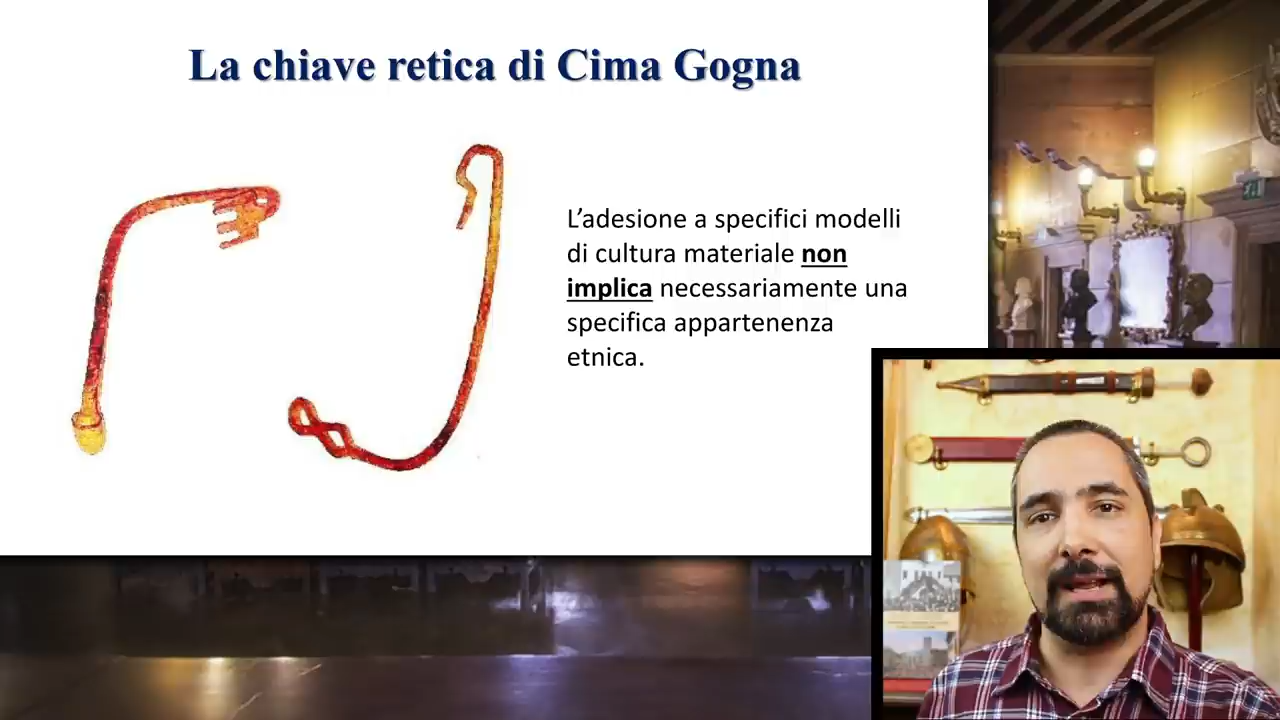 La chiave retica di Cima Gogna
L’adesione a specifici modelli
di cultura materiale non
implica necessariamente una
specifica appartenenza
etnica.